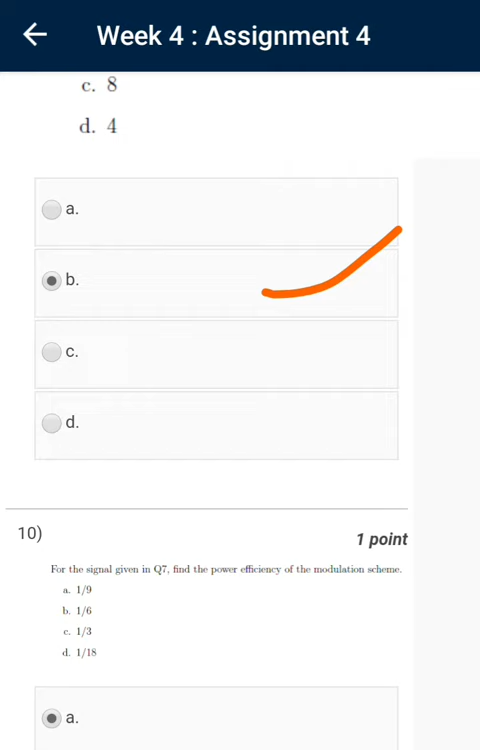 Week 4 : Assignment 4
c. 8
d. 4
a.
b.
c.
d.
10)
1 point
For the signal given in Q7, find the power efficiency of the modulation scheme.
a. 1/9
b. 1/6
c. 1/3
d. 1/18
a.